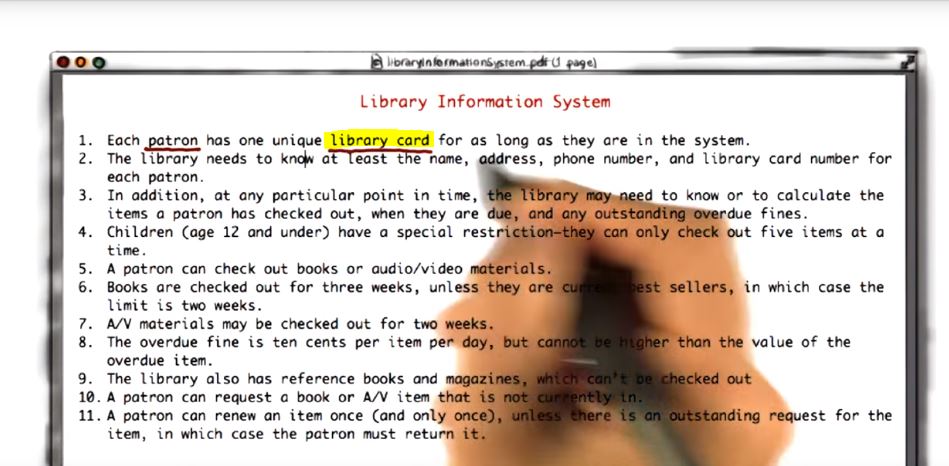 libraryInformationSystem.pdf (1 page)
Library Information System
1. Each patron has one unique library card for as long as they are in the system.
2. The library needs to know at least the name, address, phone number, and library card number for
each patron.
3. In addition, at any particular point in time, the library may need to know or to calculate the
items a patron has checked out, when they are due, and any outstanding overdue fines.
4. Children (age 12 and under) have a special restriction–they can only check out five items at a
time.
5. A patron can check out books or audio/video materials.
6. Books are checked out for three weeks, unless they are current best sellers, in which case the
limit is two weeks.
7. A/V materials may be checked out for two weeks.
8. The overdue fine is ten cents per item per day, but cannot be higher than the value of the
overdue item.
9. The library also has reference books and magazines, which can't be checked out
10. A patron can request a book or A/V item that is not currently in.
11. A patron can renew an item once (and only once), unless there is an outstanding request for the
item, in which case the patron must return it.